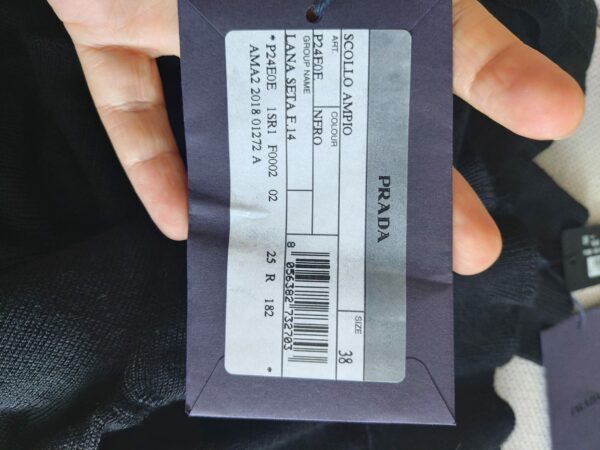 PRADA
SCOLLO AMPIO
SIZE
38
ART.
COLOUR
P24E0E
NERO
GROUP NAME
LANA SETA F.14
8 056382 732703
* P24E0E 1SR1 F0002 02 25 R 182 *
AMA2 2018 01272 A
PRADA